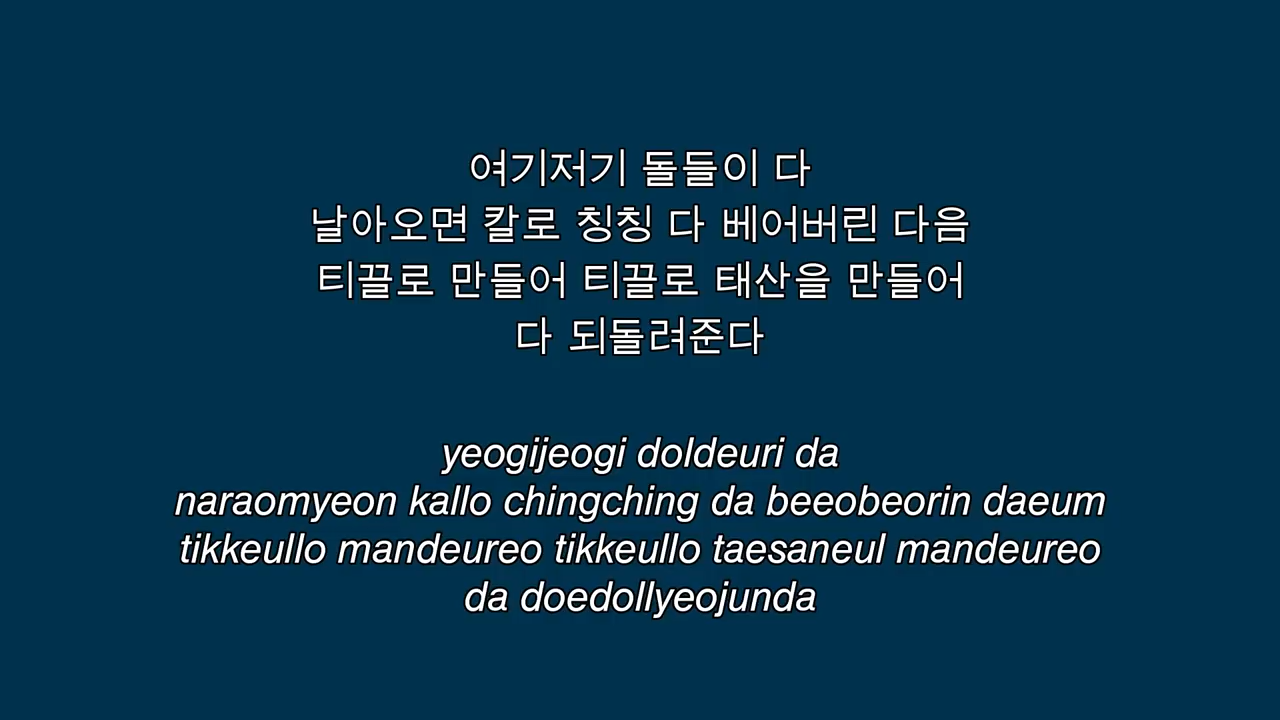 여기저기 돌들이 다
날아오면 칼로 칭칭 다 베어버린 다음
티끌로 만들어 티끌로 태산을 만들어
다 되돌려준다
yeogijeogi doldeuri da
naraomyeon kallo chingching da beeobeorin daeum
tikkeullo mandeureo tikkeullo taesaneul mandeureo
da doedollyeojunda